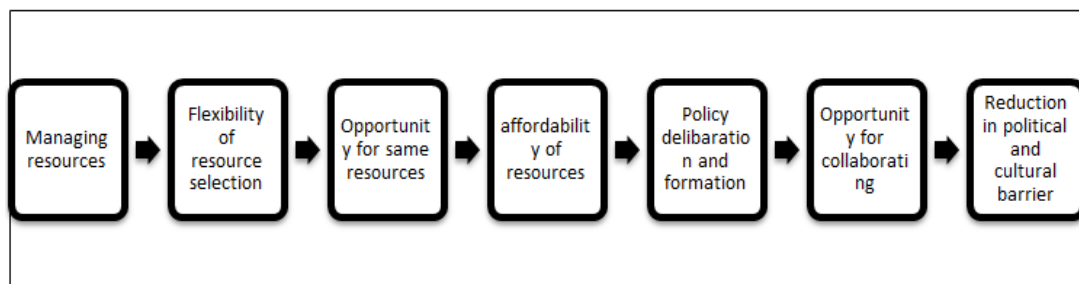 Managing
resources
Flexibility
of
resource
selection
Opportunit
y for same
resources
affordabilit
y of
resources
Policy
delibaratio
n and
formation
Opportunit
y for
collaborati
ng
Reduction
in political
and
cultural
barrier